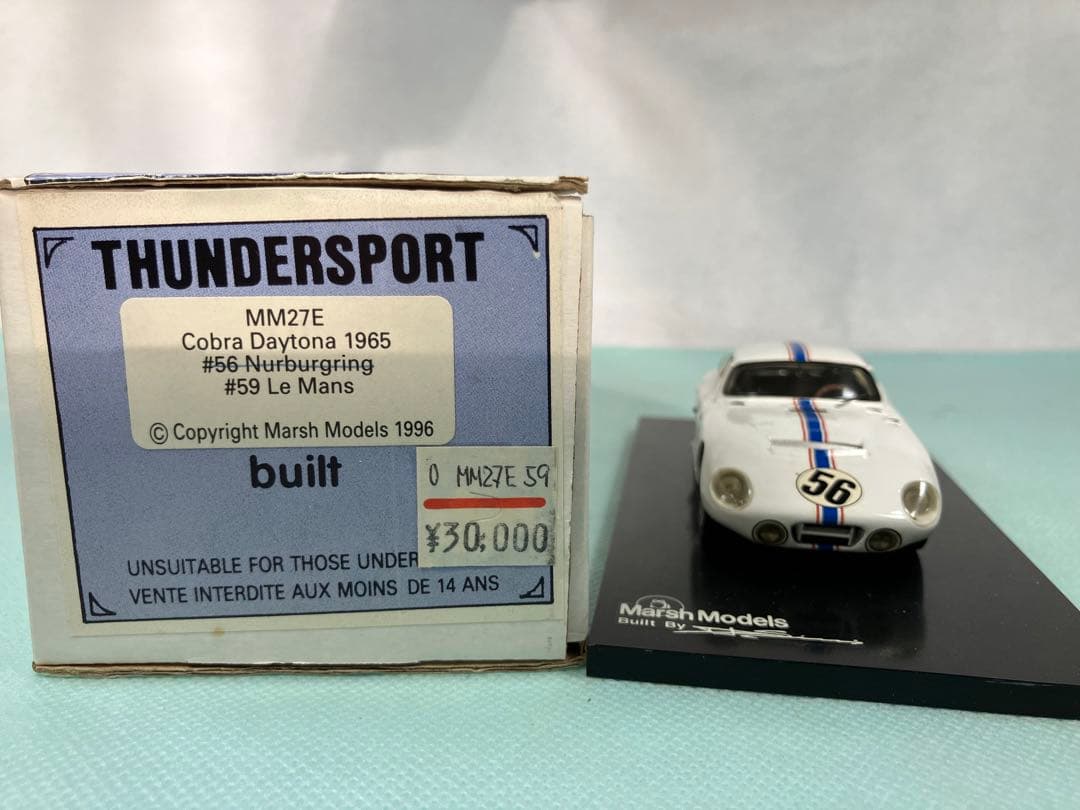 THUNDERSPORT
MM27E
Cobra Daytona 1965
#56 Nurburgring
#59 Le Mans
© Copyright Marsh Models 1996
built
0 MM27E 59
¥30,000
UNSUITABLE FOR THOSE UNDER
VENTE INTERDITE AUX MOINS DE 14 ANS
56
Marsh Models
Built By